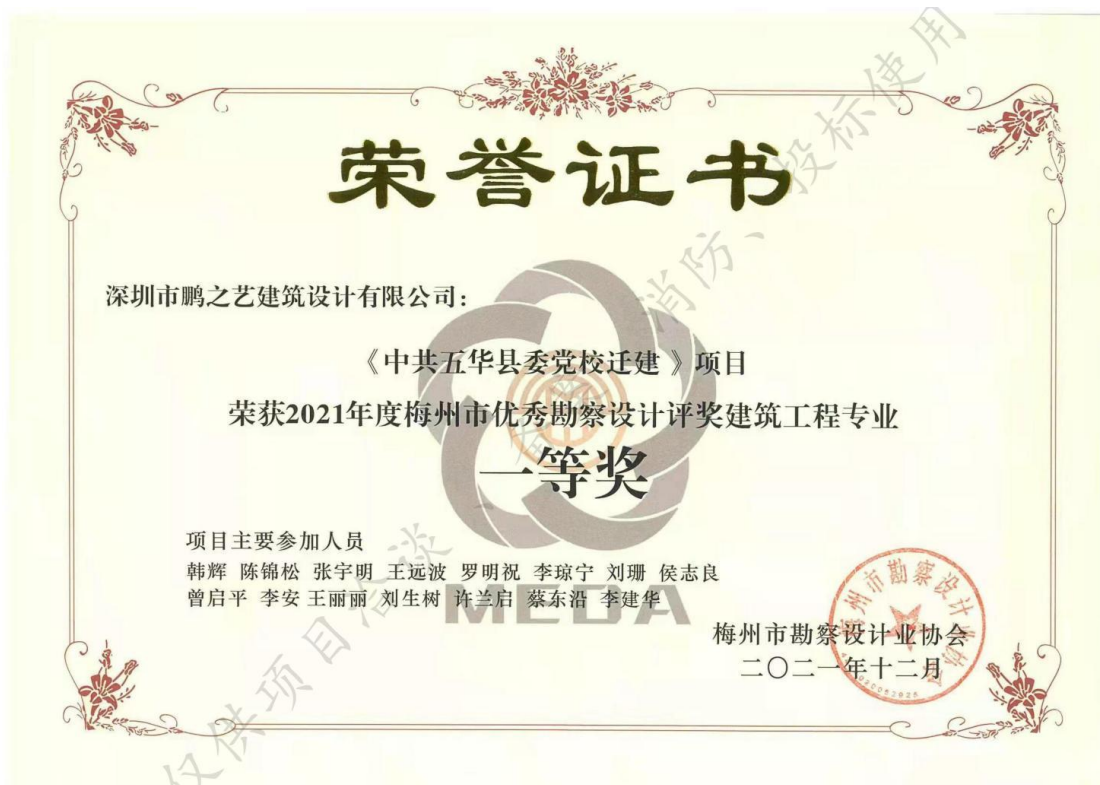 荣誉证书
深圳市鹏之艺建筑设计有限公司：
《中共五华县委党校迁建 》项目
荣获2021年度梅州市优秀勘察设计评奖建筑工程专业
一等奖
项目主要参加人员
韩辉 陈锦松 张宇明 王远波 罗明祝 李琼宁 刘珊 侯志良
曾启平 李安 王丽丽 刘生树 许兰启 蔡东沿 李建华
MEDA
梅州市勘察设计业协会
二〇二一年十二月
梅州市勘察设计业协会
仅供项目洽谈、备案、消防、投标使用